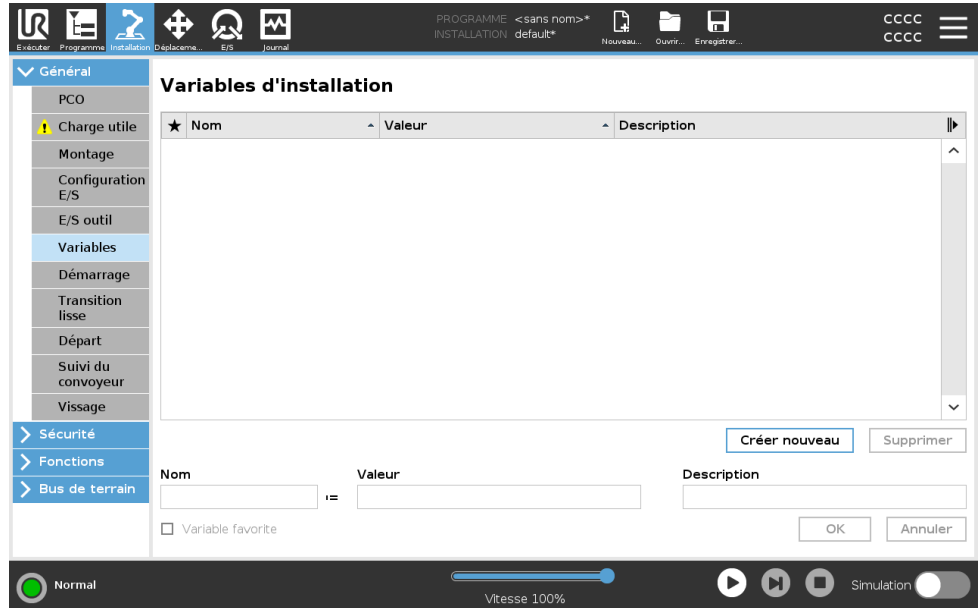 PROGRAMME <sans nom>*
INSTALLATION default*
Exécuter Programme Installation Déplaceme... E/S Journal
Nouveau... Ouvrir... Enregistrer...
CCCC
CCCC
Général
PCO
Charge utile
Montage
Configuration
E/S
E/S outil
Variables
Démarrage
Transition
lisse
Départ
Suivi du
convoyeur
Vissage
Sécurité
Fonctions
Bus de terrain
Variables d'installation
Nom Valeur Description
Créer nouveau Supprimer
Nom Valeur Description
:=
Variable favorite
OK Annuler
Normal
Vitesse 100%
Simulation